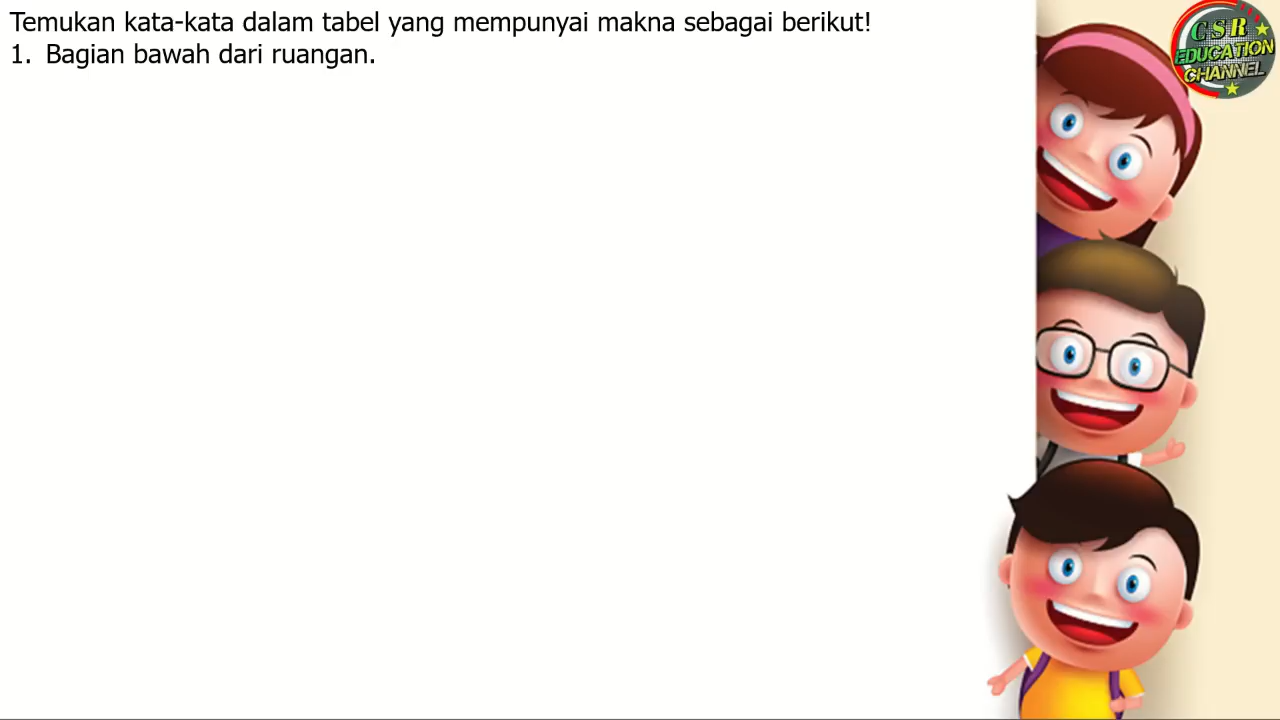 Temukan kata-kata dalam tabel yang mempunyai makna sebagai berikut!
1. Bagian bawah dari ruangan.
CSR
EDUCATION
CHANNEL